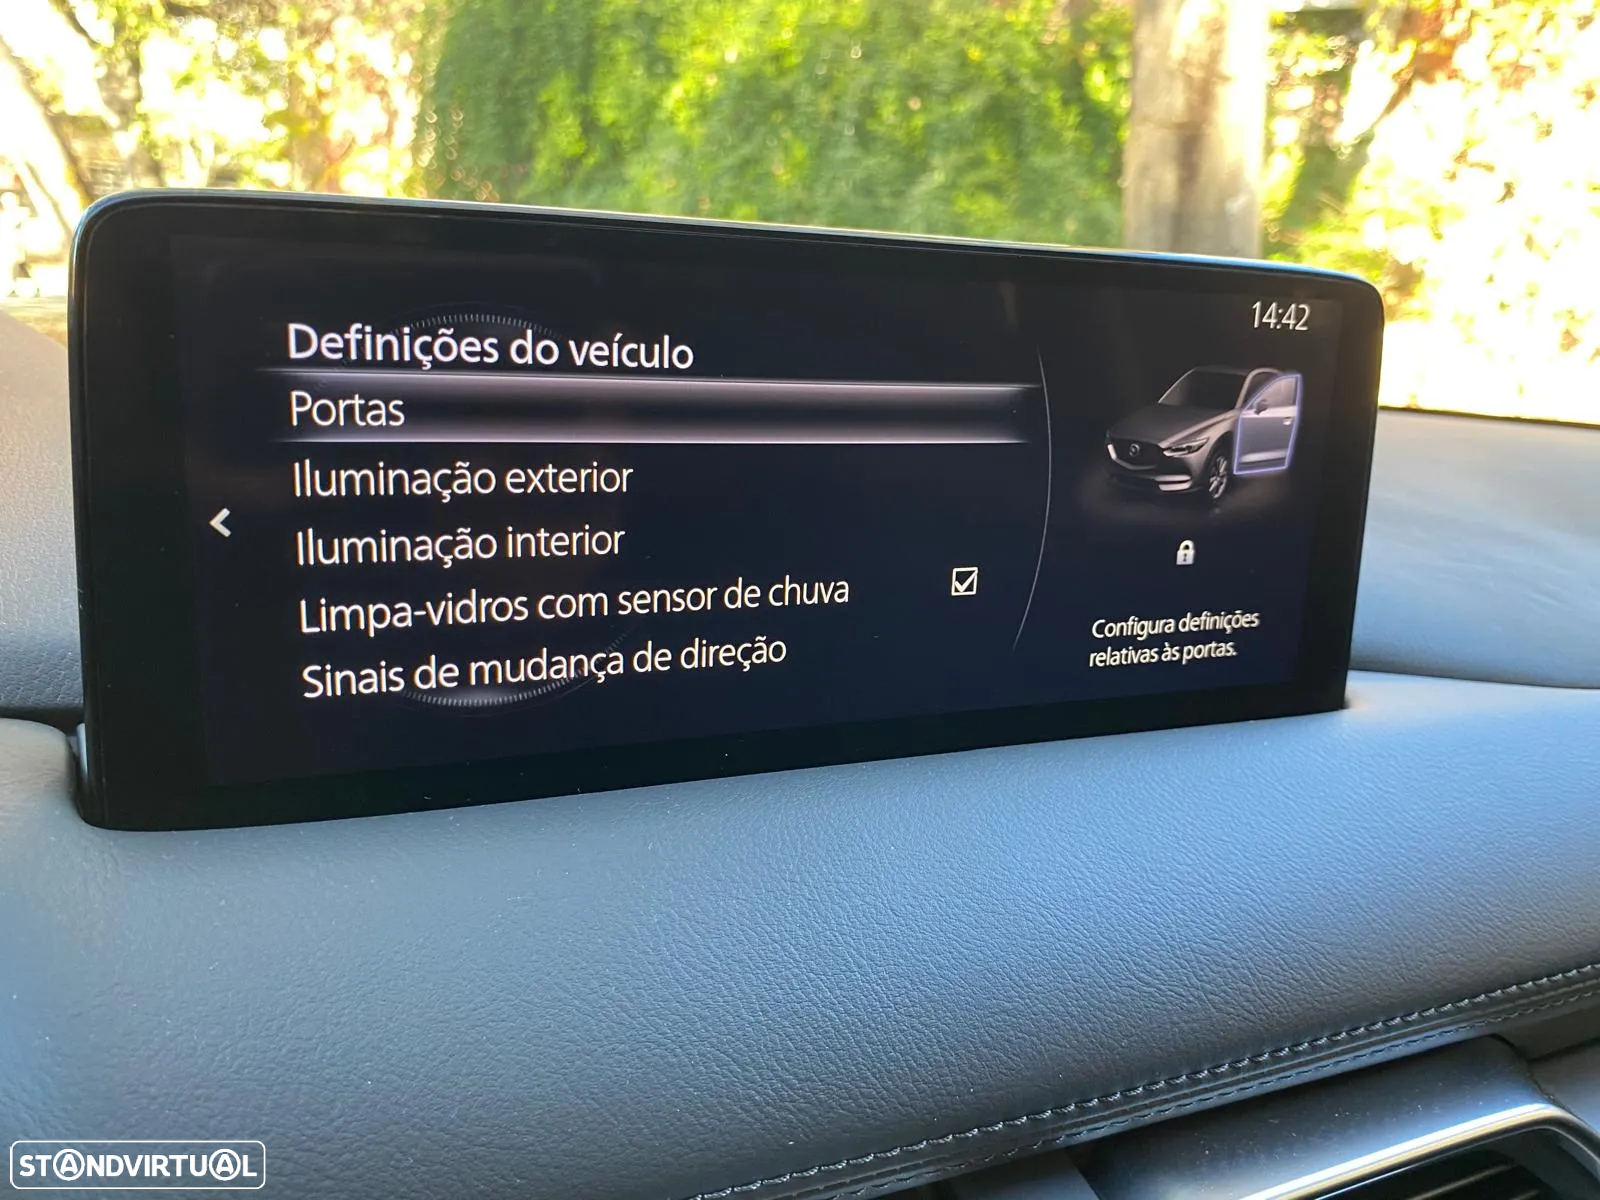 14:42
Definições do veículo
Portas
Iluminação exterior
Iluminação interior
Limpa-vidros com sensor de chuva
Sinais de mudança de direção
Configura definições
relativas às portas.
STANDVIRTUAL